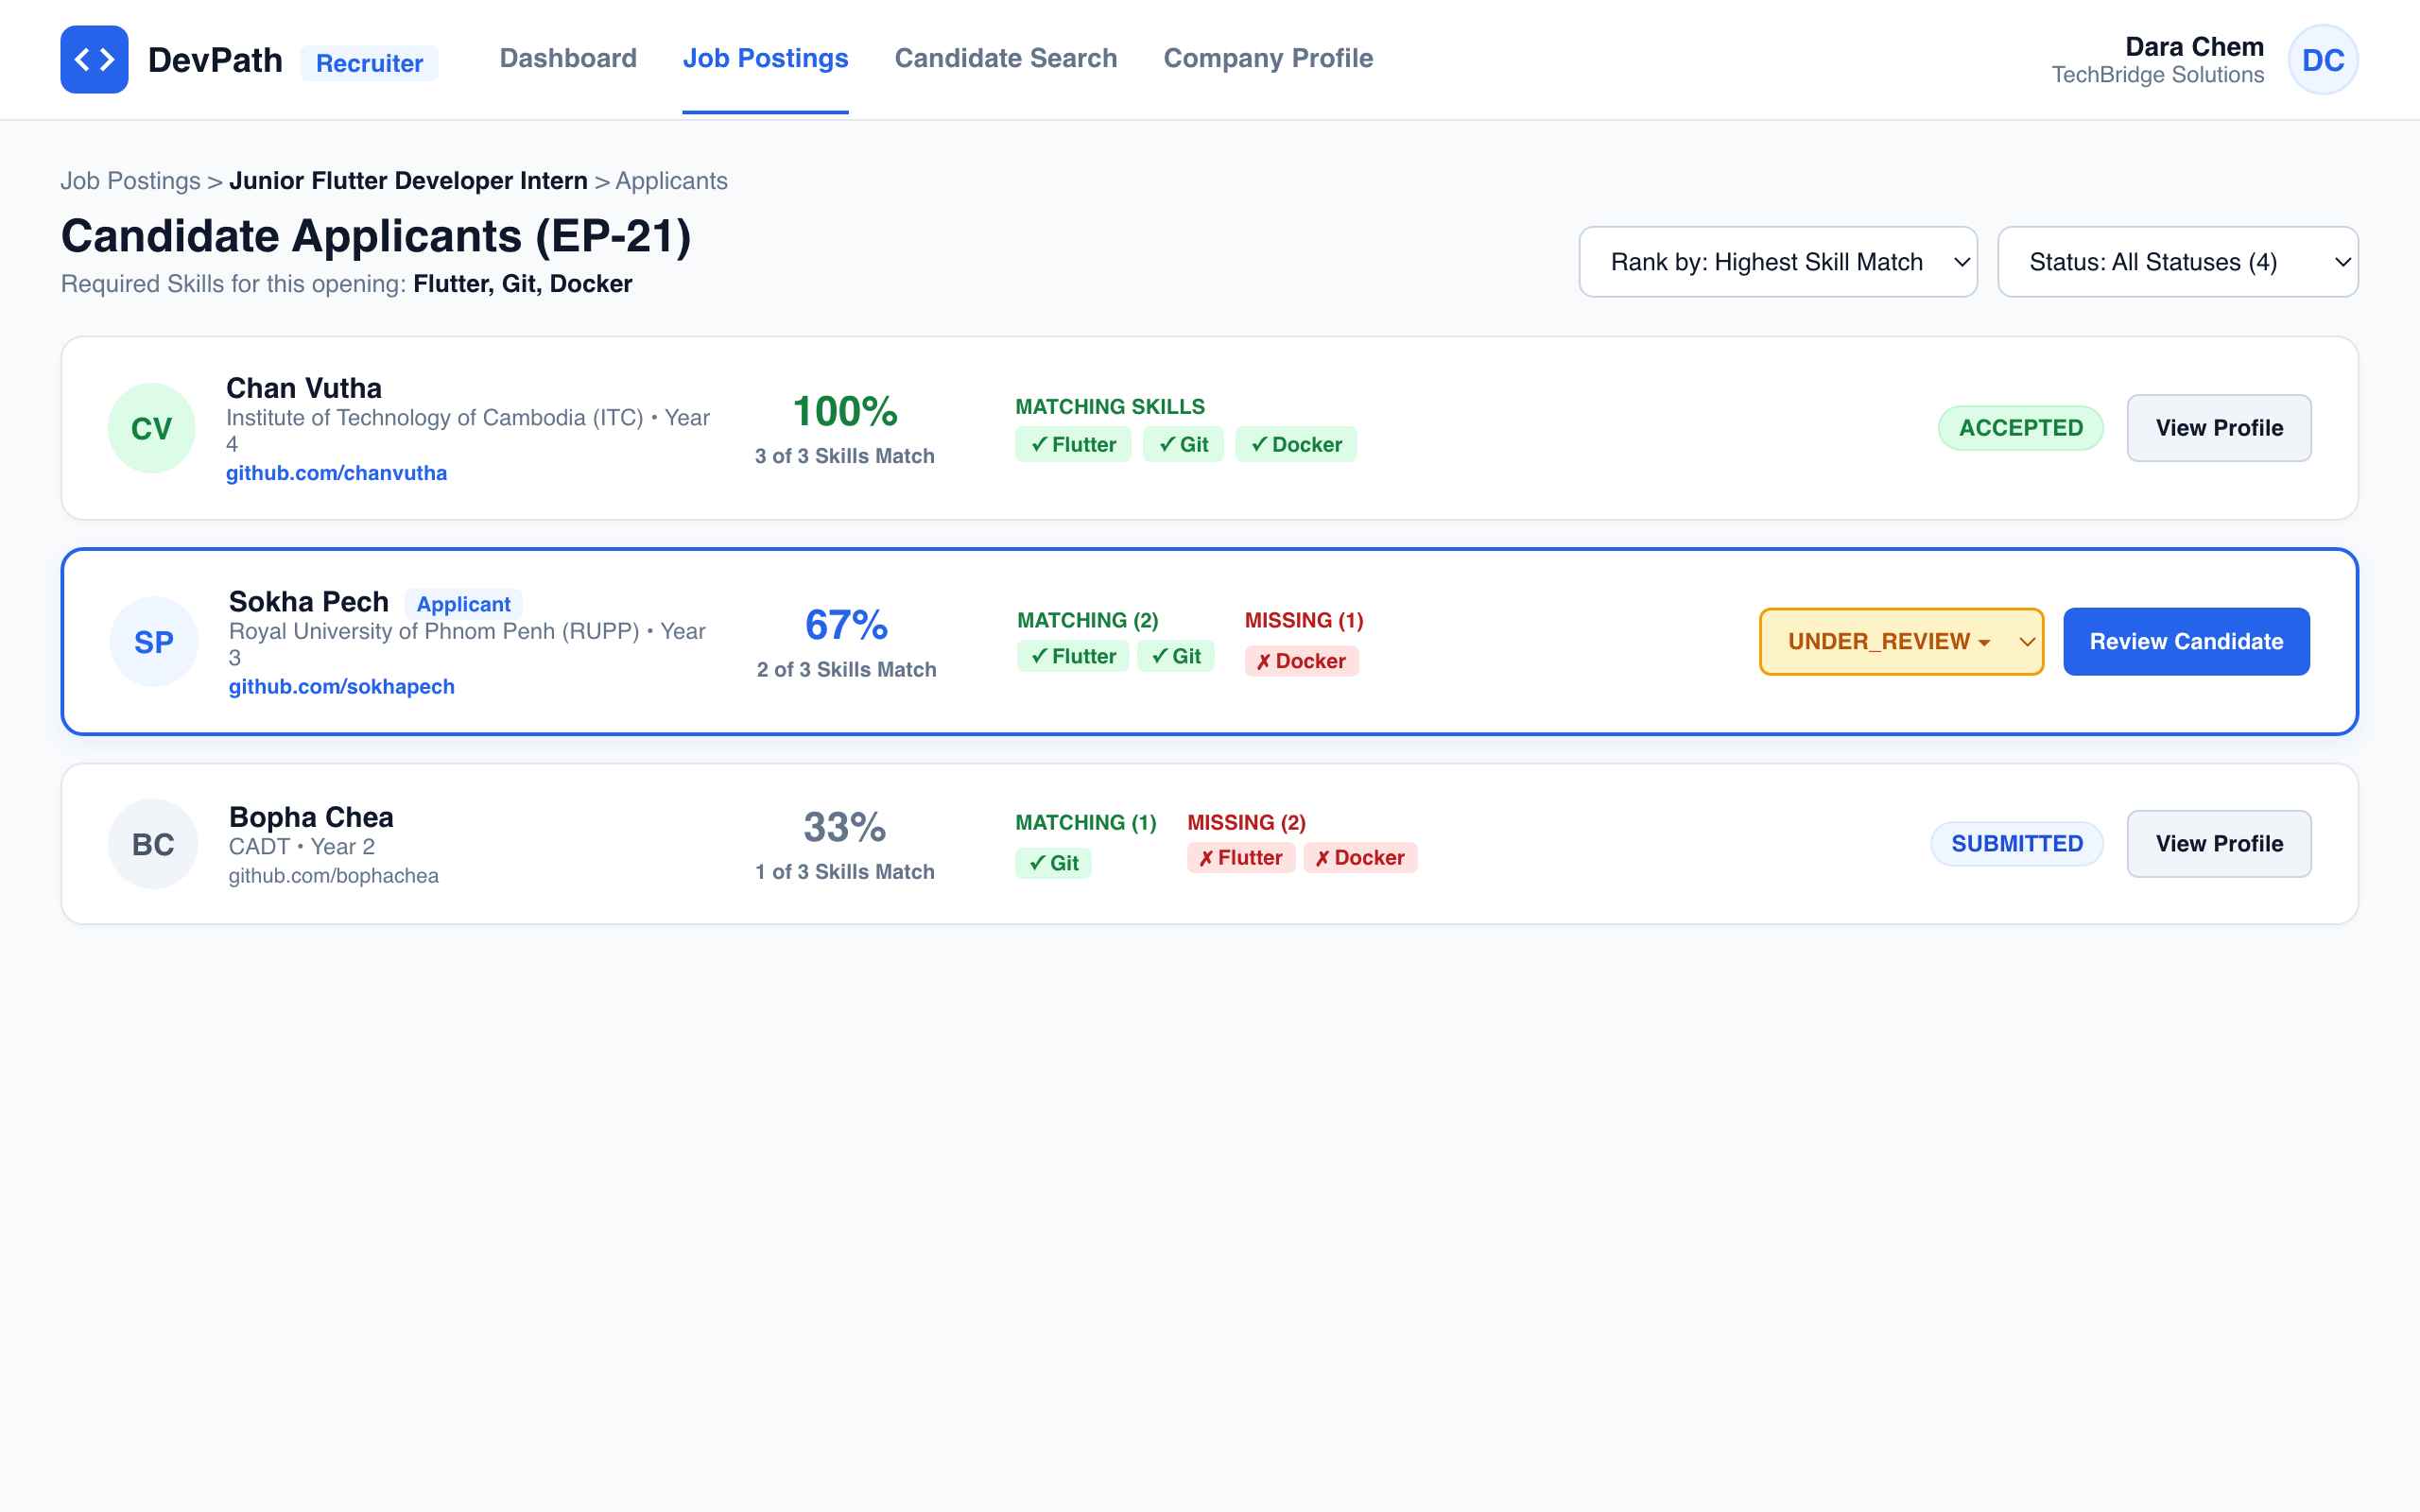 DevPath Recruiter Dashboard Job Postings Candidate Search Company Profile
Dara Chem
TechBridge Solutions
DC
Job Postings > Junior Flutter Developer Intern > Applicants
Candidate Applicants (EP-21)
Required Skills for this opening: Flutter, Git, Docker
Rank by: Highest Skill Match
Status: All Statuses (4)
CV
Chan Vutha
Institute of Technology of Cambodia (ITC) • Year
4
github.com/chanvutha
100%
3 of 3 Skills Match
MATCHING SKILLS
✓ Flutter ✓ Git ✓ Docker
ACCEPTED
View Profile
SP
Sokha Pech Applicant
Royal University of Phnom Penh (RUPP) • Year
3
github.com/sokhapech
67%
2 of 3 Skills Match
MATCHING (2)
✓ Flutter ✓ Git
MISSING (1)
✗ Docker
UNDER_REVIEW
Review Candidate
BC
Bopha Chea
CADT • Year 2
github.com/bophachea
33%
1 of 3 Skills Match
MATCHING (1)
✓ Git
MISSING (2)
✗ Flutter ✗ Docker
SUBMITTED
View Profile